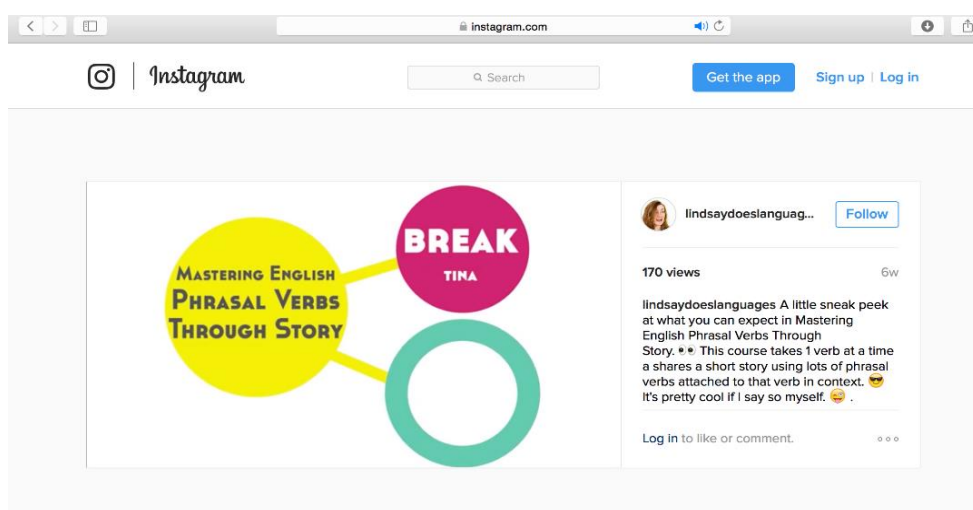 instagram.com
Instagram
Search
Get the app
Sign up | Log in
MASTERING ENGLISH
PHRASAL VERBS
THROUGH STORY
BREAK
TINA
lindsaydoeslanguag...
Follow
170 views
6w
lindsaydoeslanguages A little sneak peek
at what you can expect in Mastering
English Phrasal Verbs Through
Story. 👀 This course takes 1 verb at a time
a shares a short story using lots of phrasal
verbs attached to that verb in context. 😎
It's pretty cool if I say so myself. 😜 .
Log in to like or comment.